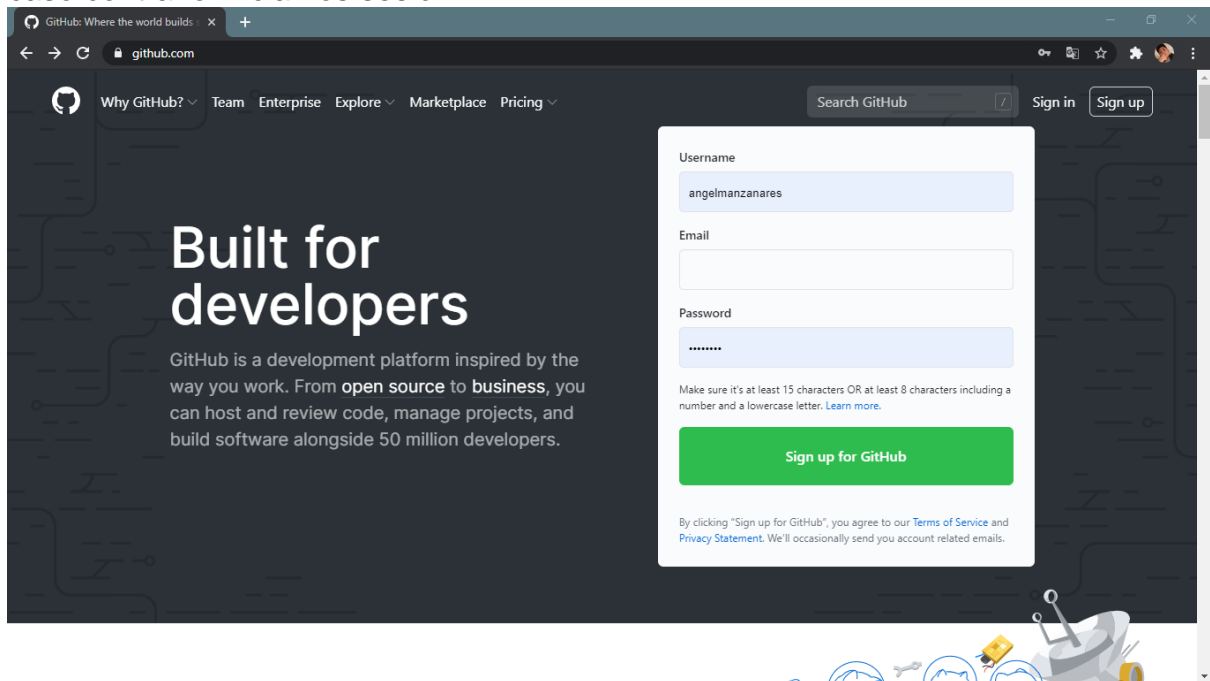 GitHub: Where the world builds s
github.com
Why GitHub? Team Enterprise Explore Marketplace Pricing Search GitHub / Sign in Sign up
Username
angelmanzanares
Email
Password
••••••••
Make sure it's at least 15 characters OR at least 8 characters including a
number and a lowercase letter. Learn more.
Sign up for GitHub
By clicking "Sign up for GitHub", you agree to our Terms of Service and
Privacy Statement. We'll occasionally send you account related emails.
Built for
developers
GitHub is a development platform inspired by the
way you work. From open source to business, you
can host and review code, manage projects, and
build software alongside 50 million developers.